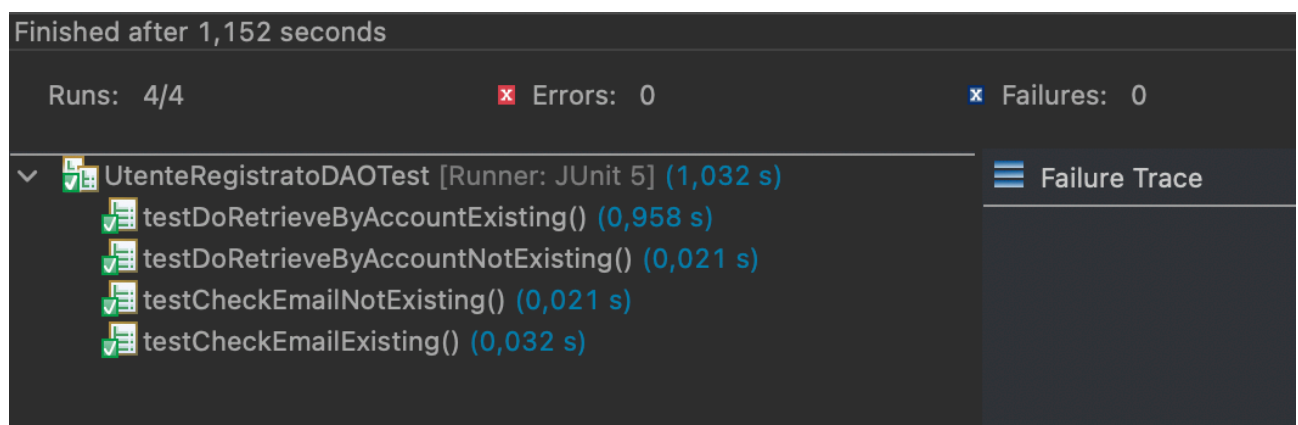 Finished after 1,152 seconds
Runs: 4/4 Errors: 0 Failures: 0
UtenteRegistratoDAOTest [Runner: JUnit 5] (1,032 s)
Failure Trace
testDoRetrieveByAccountExisting() (0,958 s)
testDoRetrieveByAccountNotExisting() (0,021 s)
testCheckEmailNotExisting() (0,021 s)
testCheckEmailExisting() (0,032 s)